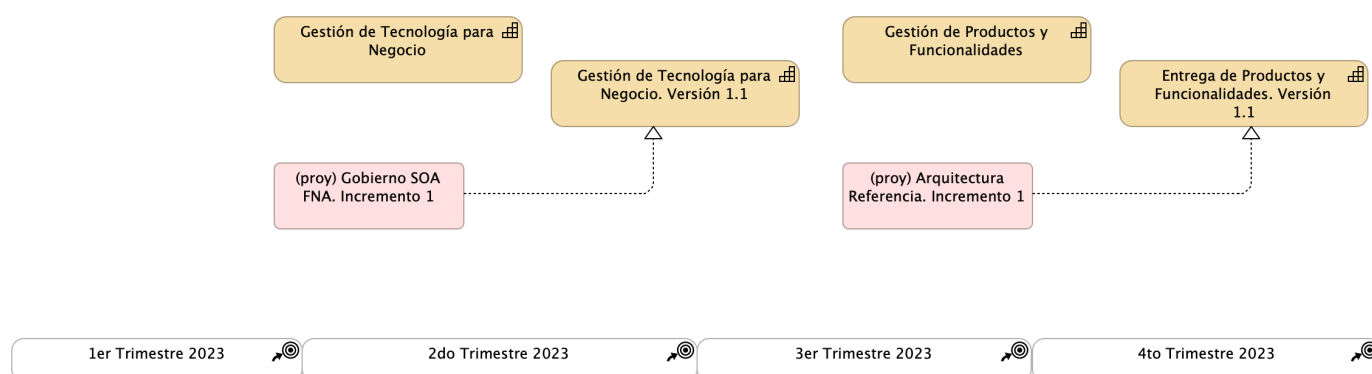 Gestión de Tecnología para
Negocio
Gestión de Productos y
Funcionalidades
Gestión de Tecnología para
Negocio. Versión 1.1
Entrega de Productos y
Funcionalidades. Versión
1.1
(proy) Gobierno SOA
FNA. Incremento 1
(proy) Arquitectura
Referencia. Incremento 1
1er Trimestre 2023
2do Trimestre 2023
3er Trimestre 2023
4to Trimestre 2023